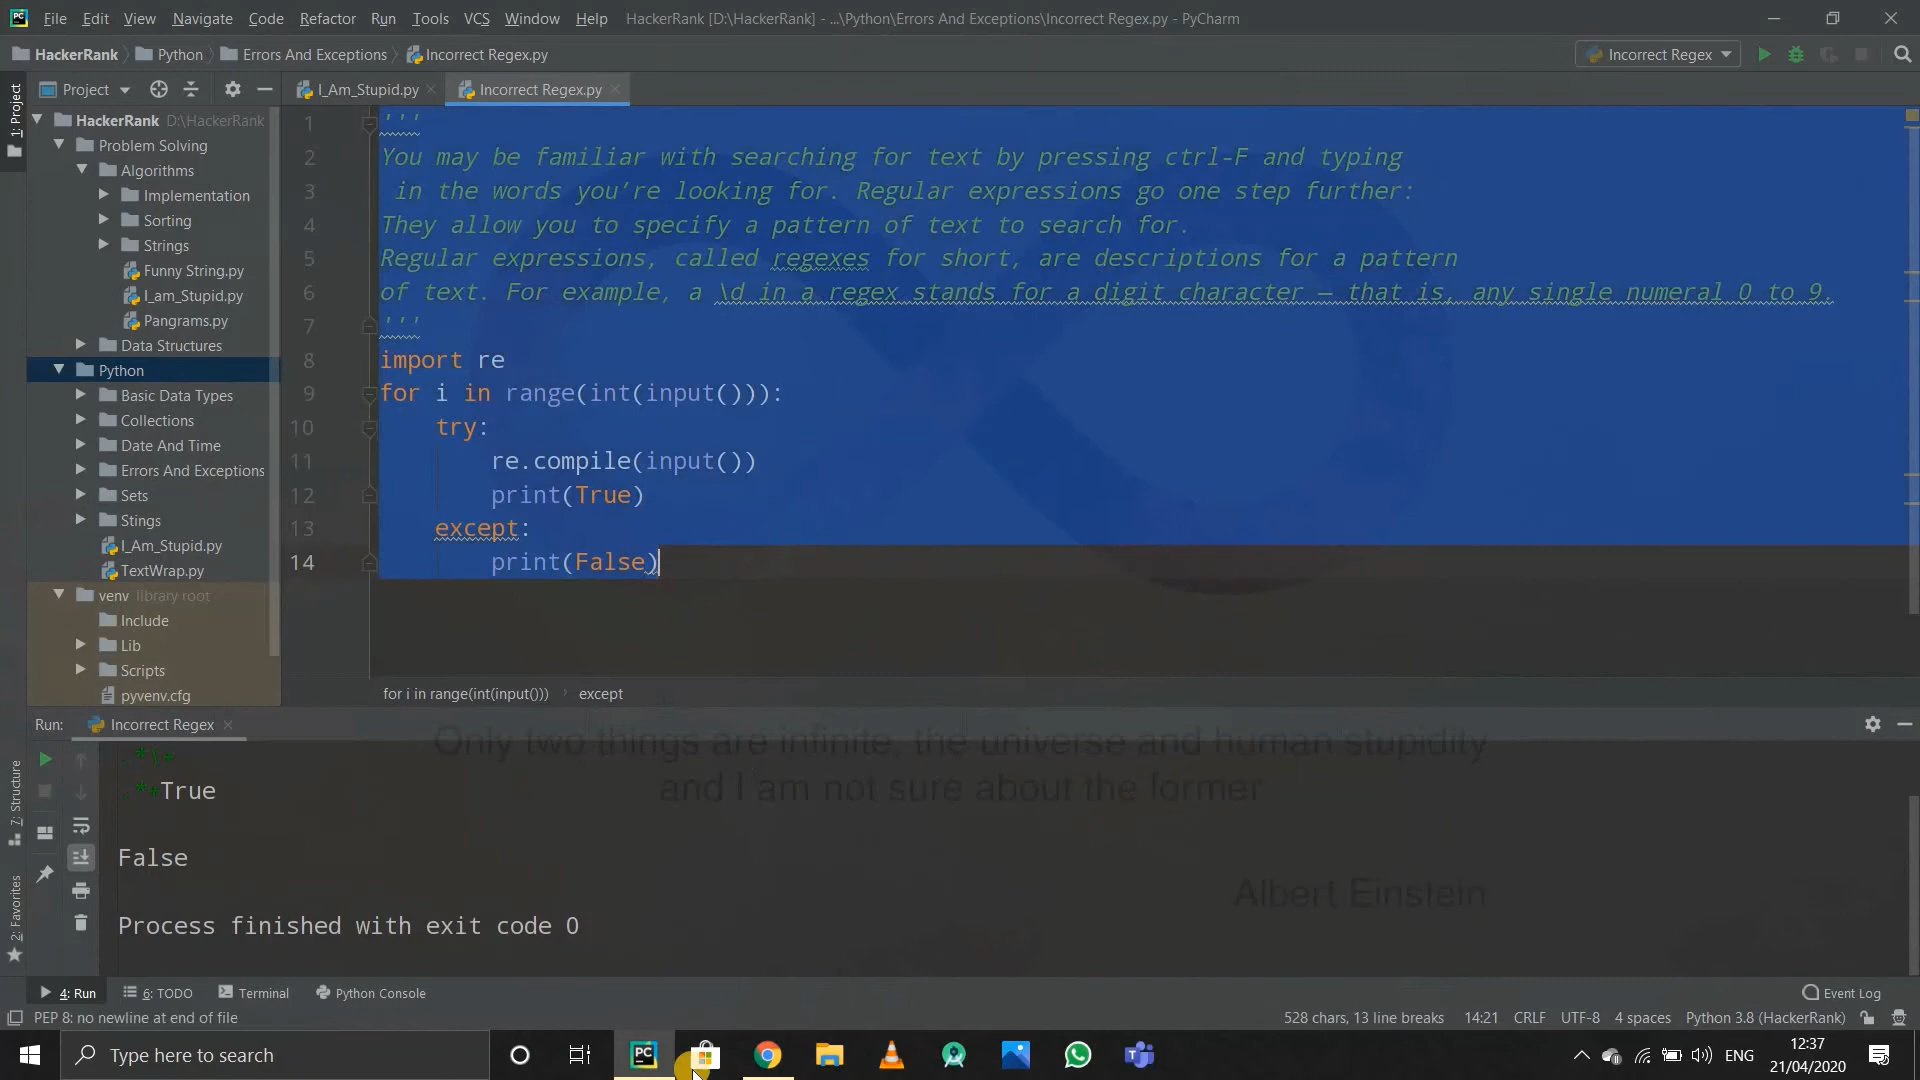 File Edit View Navigate Code Refactor Run Tools VCS Window Help HackerRank [D:\HackerRank] - ...\Python\Errors And Exceptions\Incorrect Regex.py - PyCharm
HackerRank Python Errors And Exceptions Incorrect Regex.py Incorrect Regex
Project I_Am_Stupid.py Incorrect Regex.py
1: Project
HackerRank D:\HackerRank
Problem Solving
Algorithms
Implementation
Sorting
Strings
Funny String.py
I_am_Stupid.py
Pangrams.py
Data Structures
Python
Basic Data Types
Collections
Date And Time
Errors And Exceptions
Sets
Stings
I_Am_Stupid.py
TextWrap.py
venv library root
Include
Lib
Scripts
pyvenv.cfg
1 '''
2 You may be familiar with searching for text by pressing ctrl-F and typing
3 in the words you’re looking for. Regular expressions go one step further:
4 They allow you to specify a pattern of text to search for.
5 Regular expressions, called regexes for short, are descriptions for a pattern
6 of text. For example, a \d in a regex stands for a digit character — that is, any single numeral 0 to 9.
7 '''
8 import re
9 for i in range(int(input())):
10 try:
11 re.compile(input())
12 print(True)
13 except:
14 print(False)
for i in range(int(input())) › except
Run: Incorrect Regex
Only two things are infinite, the universe and human stupidity
and I am not sure about the former
Albert Einstein
.*\+
.*+True
False
Process finished with exit code 0
7: Structure
2: Favorites
4: Run 6: TODO Terminal Python Console Event Log
PEP 8: no newline at end of file 528 chars, 13 line breaks 14:21 CRLF UTF-8 4 spaces Python 3.8 (HackerRank)
Type here to search PC ENG 12:37
21/04/2020